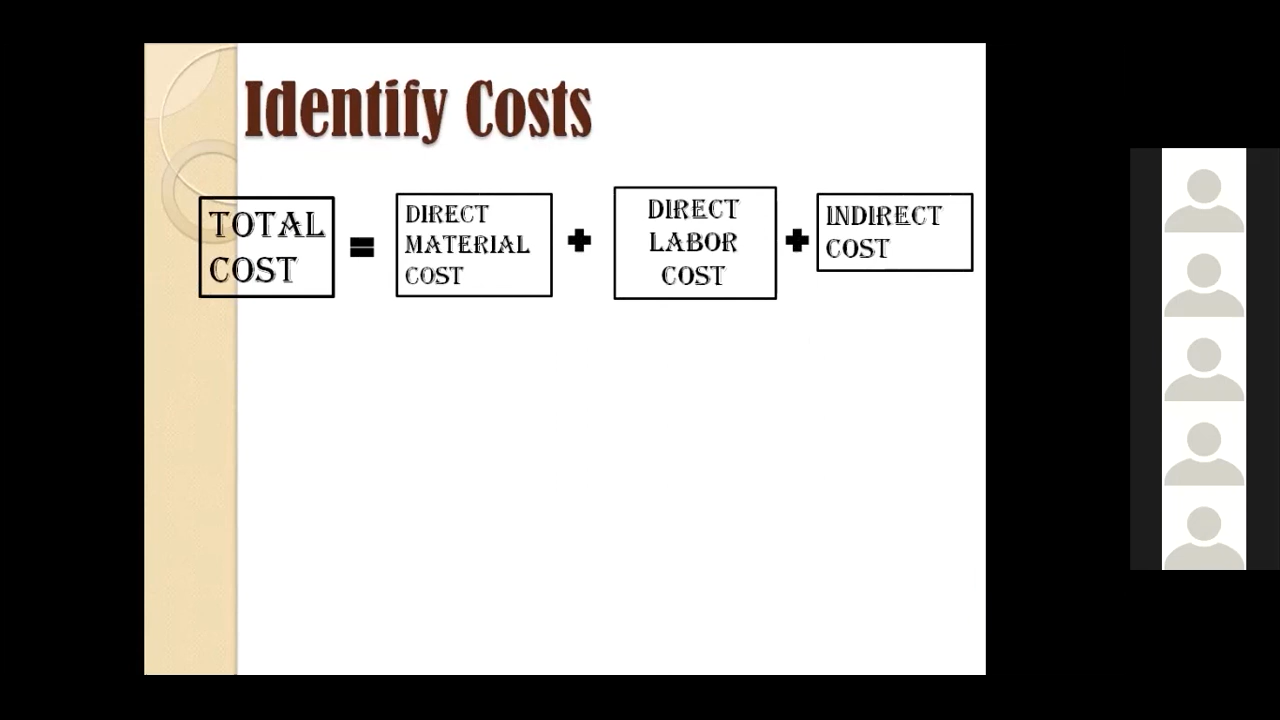 Identify Costs
TOTAL
COST
=
DIRECT
MATERIAL
COST
+
DIRECT
LABOR
COST
+
INDIRECT
COST